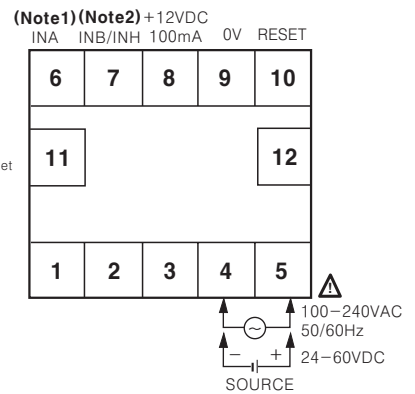 (Note1) (Note2) +12VDC
INA INB/INH 100mA 0V RESET
6 7 8 9 10
et
11 12
1 2 3 4 5
100−240VAC
50/60Hz
− + 24−60VDC
SOURCE